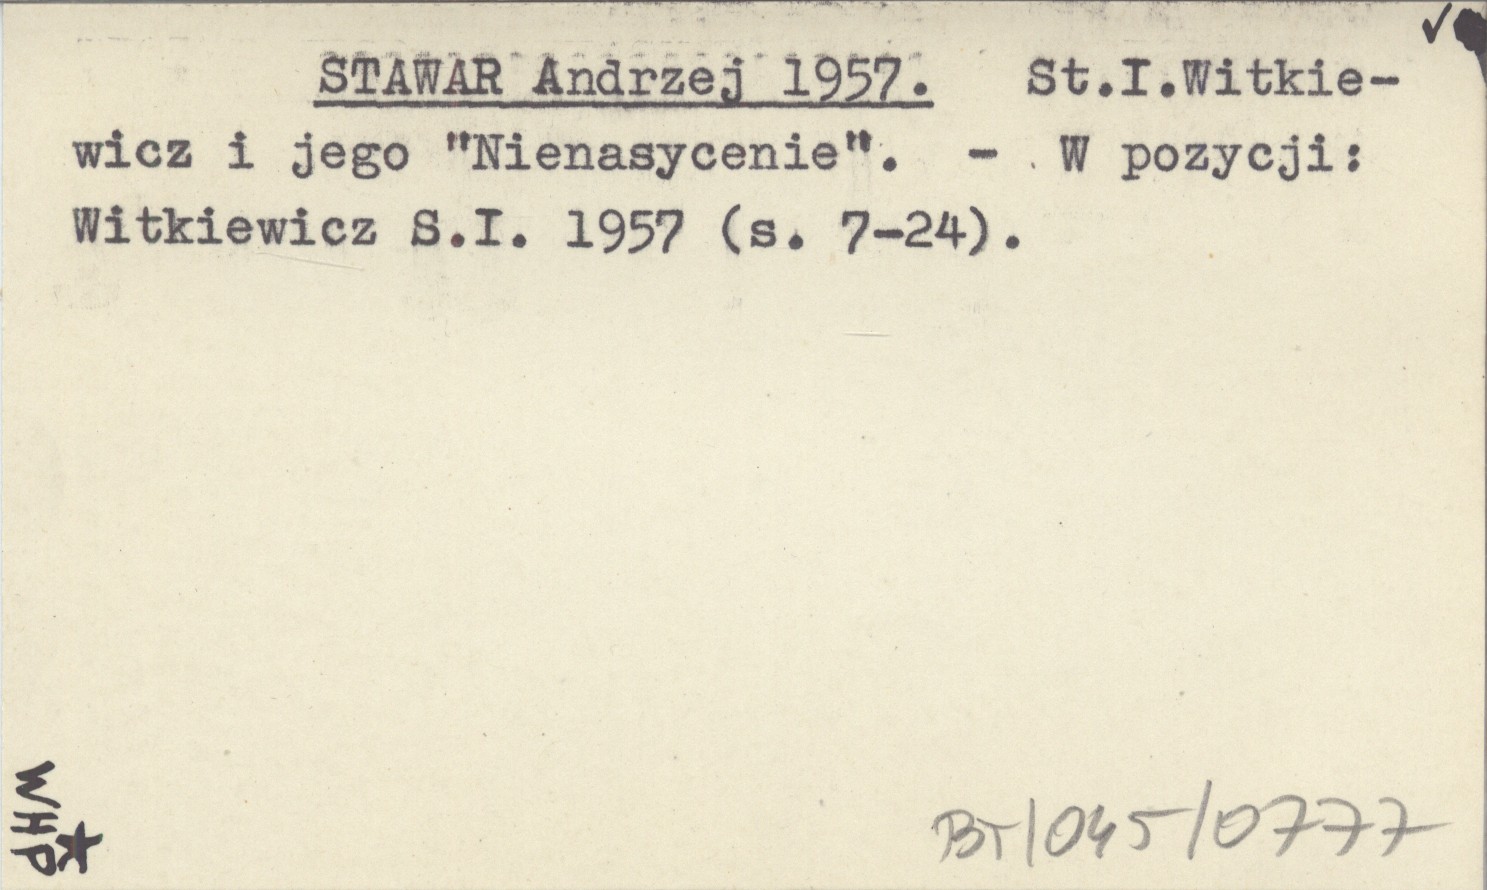 STAWAR Andrzej 1957. St.I.Witkie-
wicz i jego "Nienasycenie". - W pozycji:
Witkiewicz S.I. 1957 (s. 7-24).
WHP
BT/045/0777